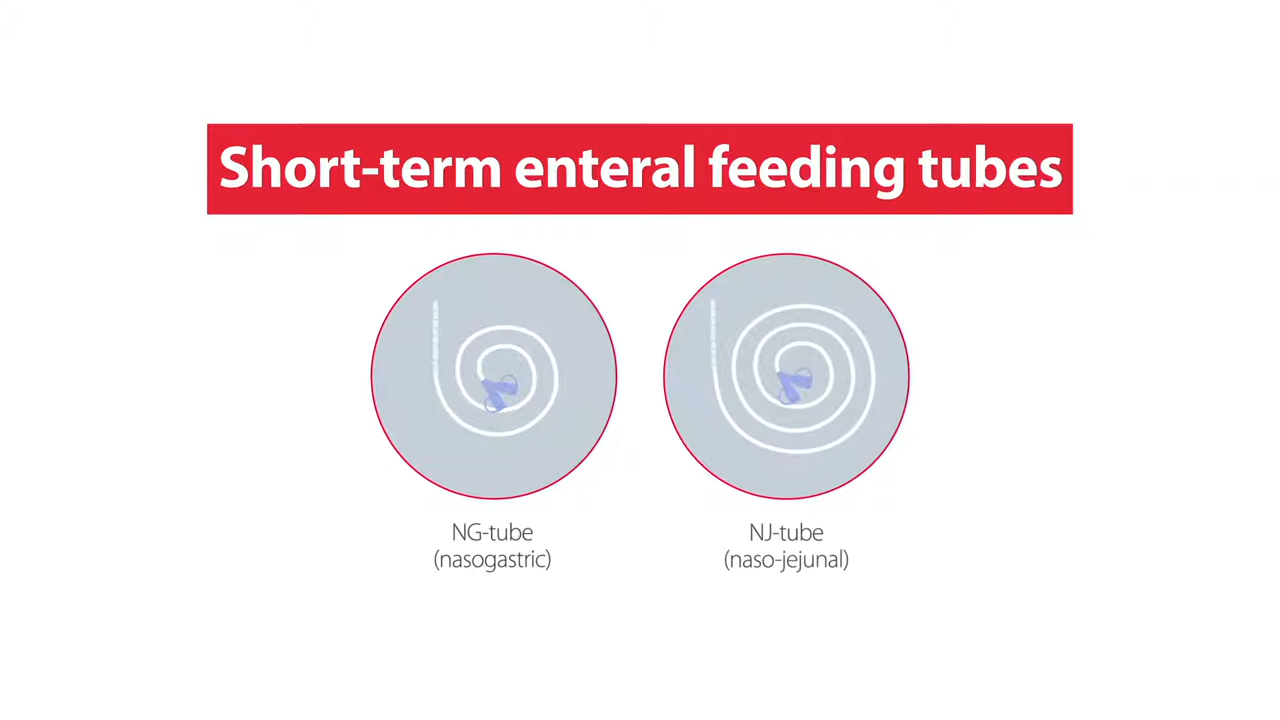 Short-term enteral feeding tubes
NG-tube
(nasogastric)
NJ-tube
(naso-jejunal)